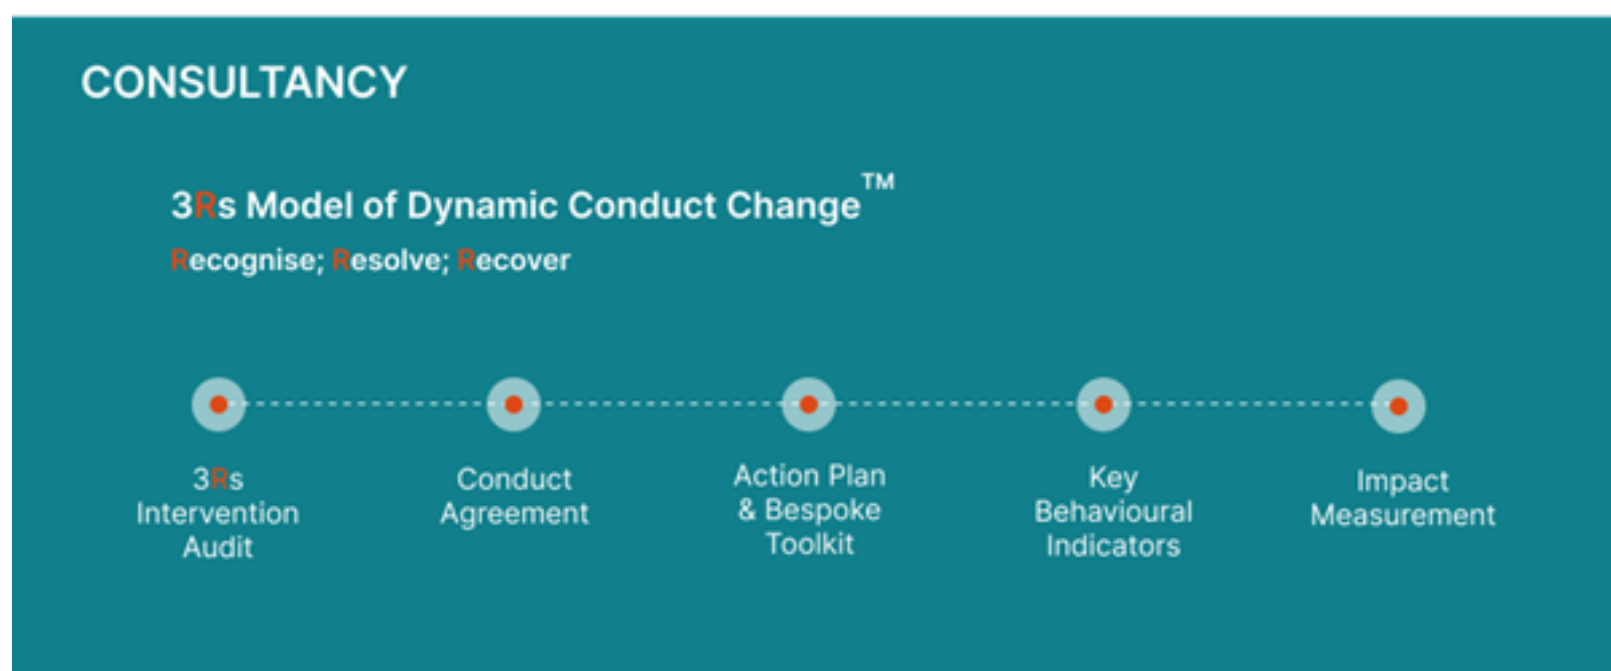 CONSULTANCY
3Rs Model of Dynamic Conduct Change™
Recognise; Resolve; Recover
3Rs
Intervention
Audit
Conduct
Agreement
Action Plan
& Bespoke
Toolkit
Key
Behavioural
Indicators
Impact
Measurement